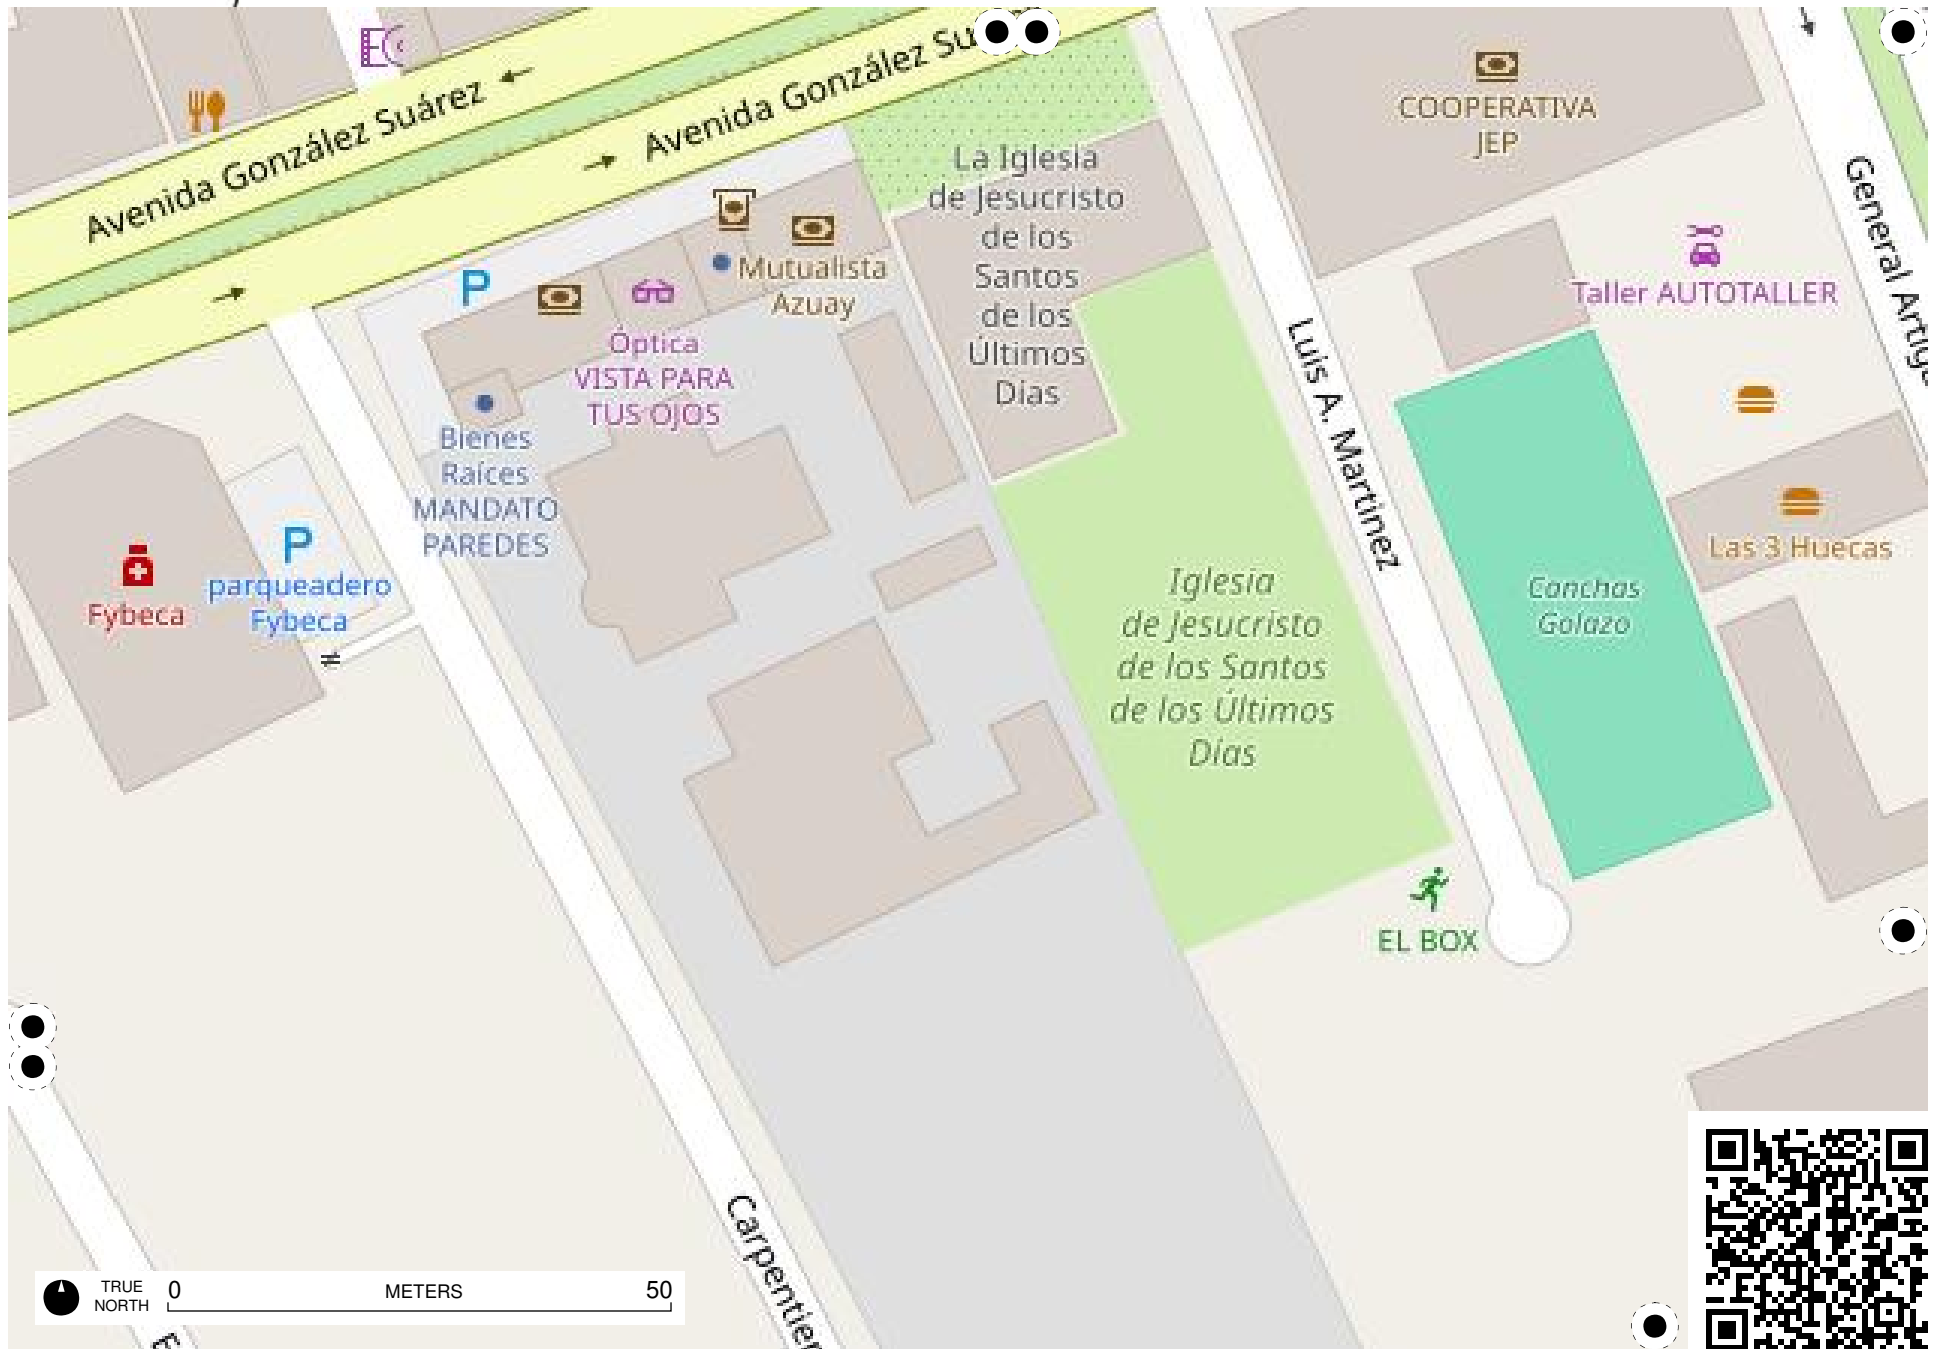 Avenida González Suárez
Avenida González Su
COOPERATIVA
JEP
La Iglesia
de Jesucristo
de los
Santos
de los
Últimos
Días
General Artiga
P
Mutualista
Azuay
Taller AUTOTALLER
Óptica
VISTA PARA
TUS OJOS
Luis A. Martinez
Bienes
Raíces
MANDATO
PAREDES
P
parqueadero
Fybeca
Fybeca
Las 3 Huecas
Canchas
Golazo
Iglesia
de Jesucristo
de los Santos
de los Últimos
Días
EL BOX
Carpentier
TRUE
NORTH
0 METERS 50